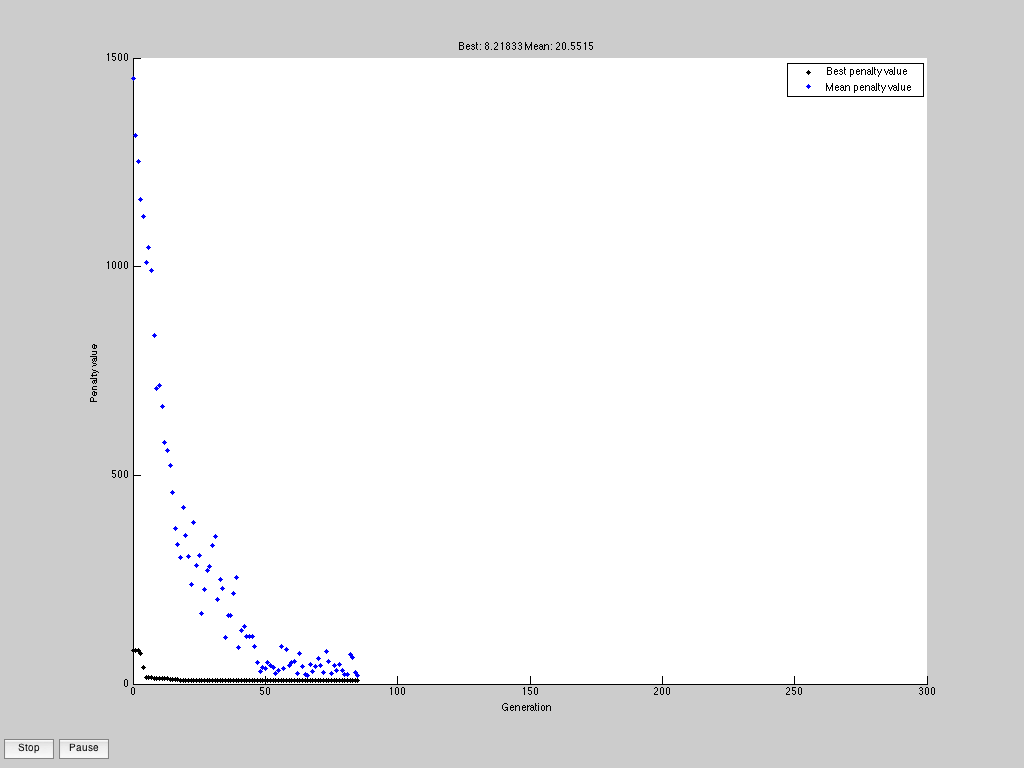 Best: 8.21833 Mean: 20.5515
1500
Best penalty value
Mean penalty value
1000
Penalty value
500
0
0 50 100 150 200 250 300
Generation
Stop Pause